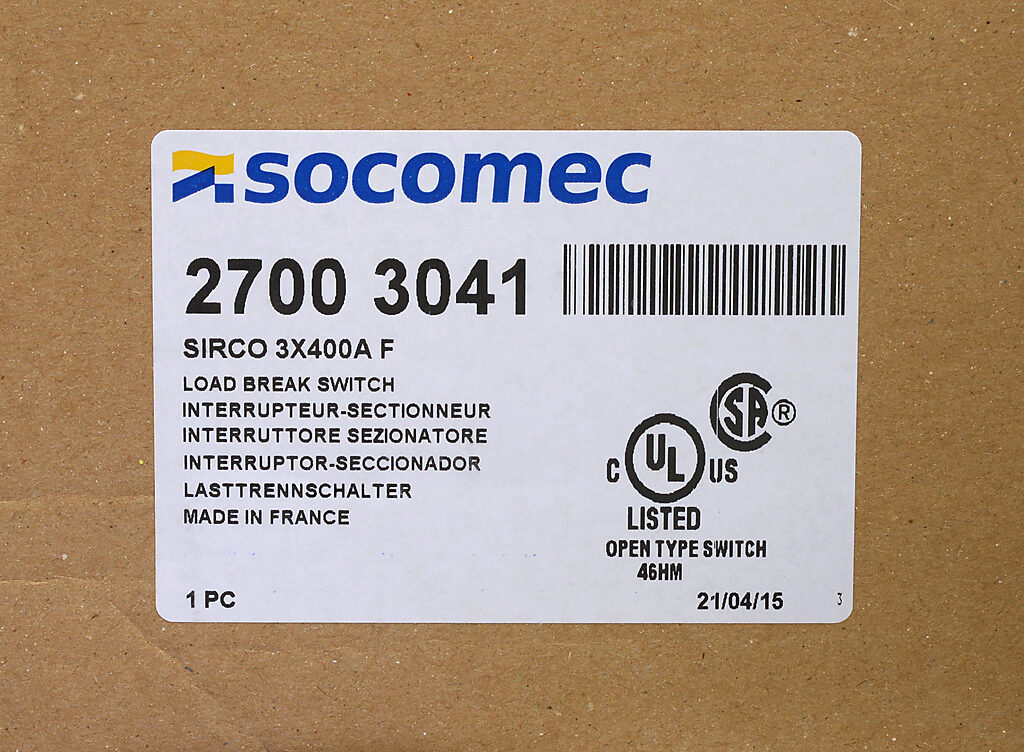 socomec
2700 3041
SIRCO 3X400A F
LOAD BREAK SWITCH
INTERRUPTEUR-SECTIONNEUR
INTERRUTTORE SEZIONATORE
INTERRUPTOR-SECCIONADOR
LASTTRENNSCHALTER
MADE IN FRANCE
SA ®
C UL US
LISTED
OPEN TYPE SWITCH
46HM
1 PC
21/04/15
3